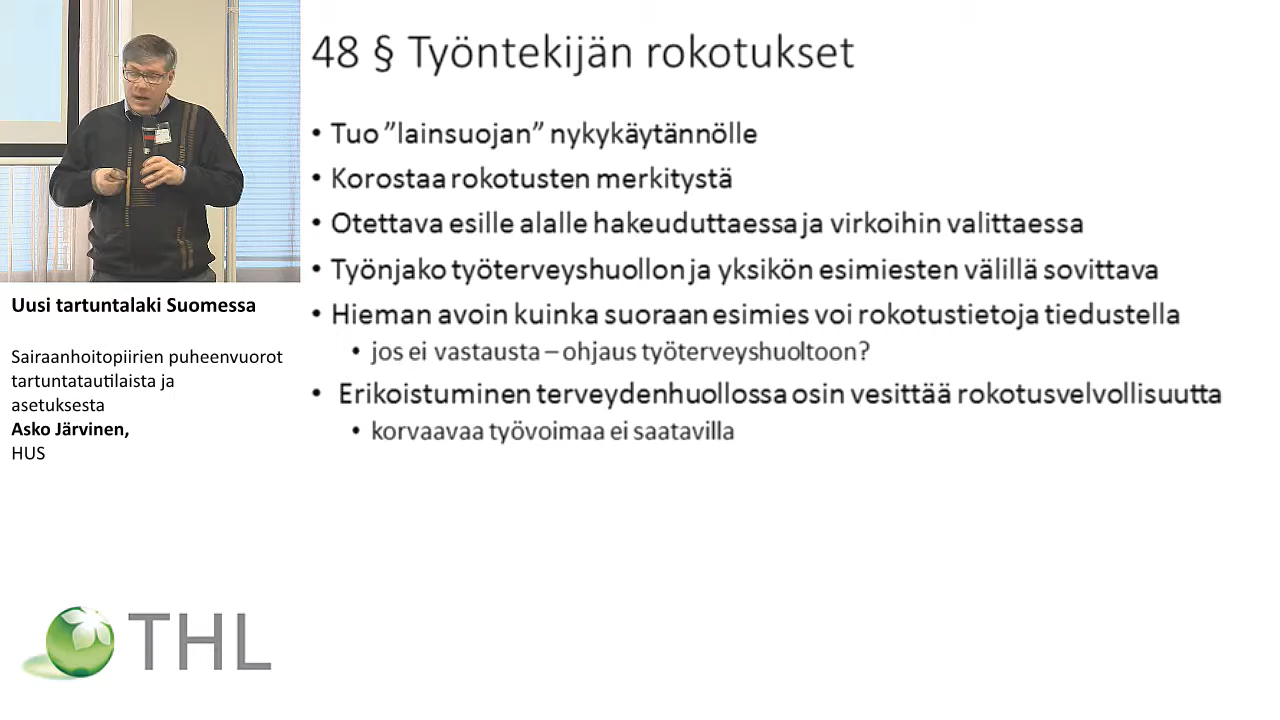 48 § Työntekijän rokotukset
• Tuo ”lainsuojan” nykykäytännölle
• Korostaa rokotusten merkitystä
• Otettava esille alalle hakeuduttaessa ja virkoihin valittaessa
• Työnjako työterveyshuollon ja yksikön esimiesten välillä sovittava
• Hieman avoin kuinka suoraan esimies voi rokotustietoja tiedustella
• jos ei vastausta – ohjaus työterveyshuoltoon?
• Erikoistuminen terveydenhuollossa osin vesittää rokotusvelvollisuutta
• korvaavaa työvoimaa ei saatavilla
Uusi tartuntalaki Suomessa
Sairaanhoitopiirien puheenvuorot
tartuntatautilaista ja
asetuksesta
Asko Järvinen,
HUS
THL